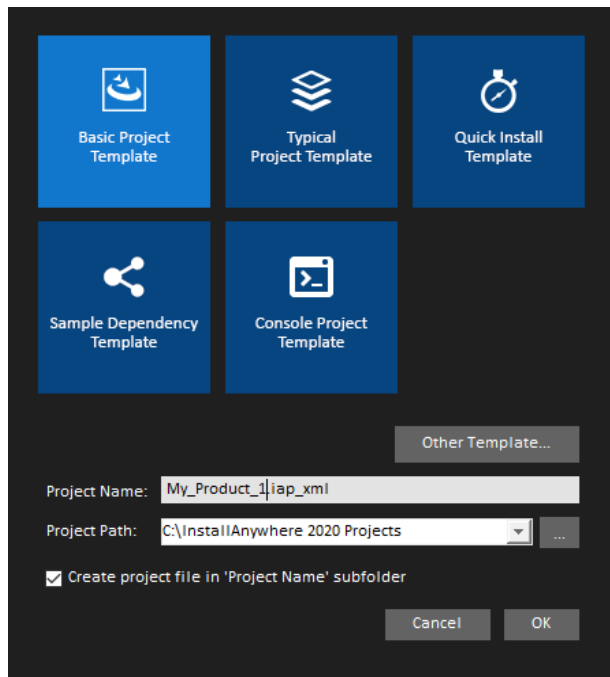 Basic Project
Template
Typical
Project Template
Quick Install
Template
Sample Dependency
Template
Console Project
Template
Other Template...
Project Name: My_Product_1.iap_xml
Project Path: C:\InstallAnywhere 2020 Projects ...
Create project file in 'Project Name' subfolder
Cancel OK